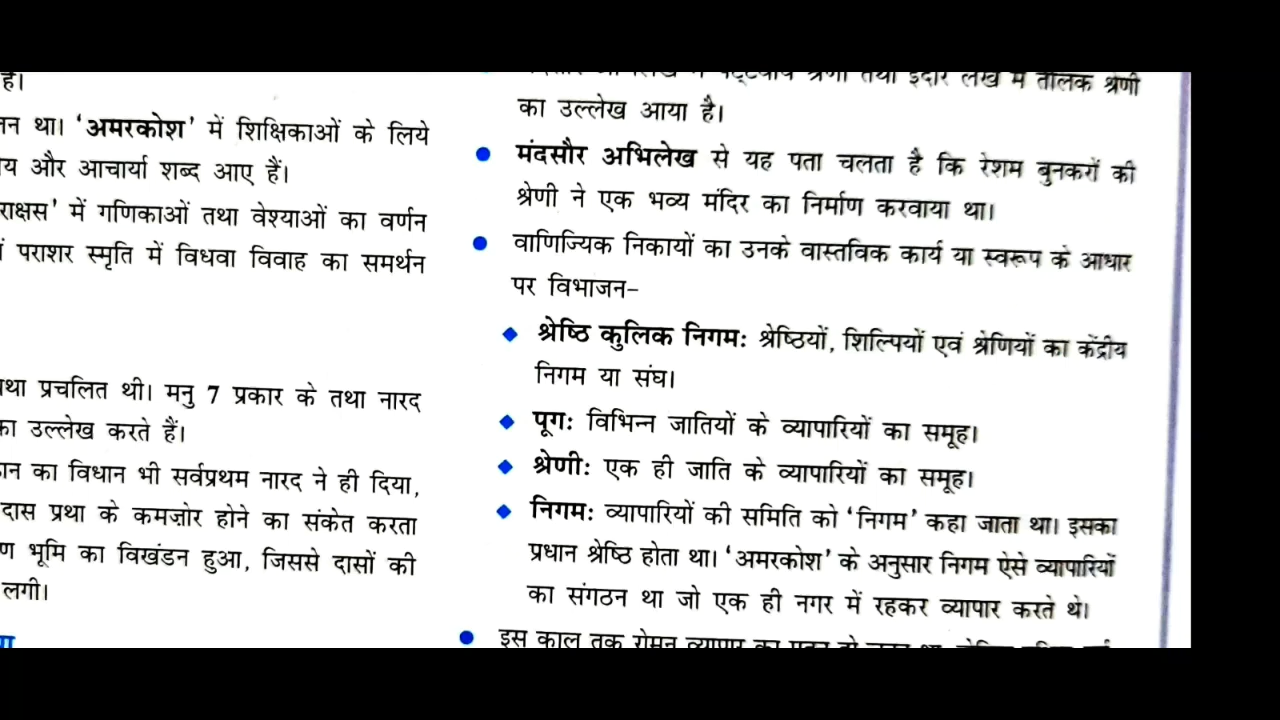 है।
था। 'अमरकोश' में शिक्षिकाओं के लिये
और आचार्या शब्द आए हैं।
राक्षस' में गणिकाओं तथा वेश्याओं का वर्णन
पराशर स्मृति में विधवा विवाह का समर्थन
प्रचलित थी। मनु 7 प्रकार के तथा नारद
का उल्लेख करते हैं।
का विधान भी सर्वप्रथम नारद ने ही दिया,
दास प्रथा के कमज़ोर होने का संकेत करता
भूमि का विखंडन हुआ, जिससे दासों की
लगी।
श्रेणी तथा इंदौर लेख में तैलिक श्रेणी
का उल्लेख आया है।
• मंदसौर अभिलेख से यह पता चलता है कि रेशम बुनकरों की
श्रेणी ने एक भव्य मंदिर का निर्माण करवाया था।
• वाणिज्यिक निकायों का उनके वास्तविक कार्य या स्वरूप के आधार
पर विभाजन–
◆ श्रेष्ठि कुलिक निगम: श्रेष्ठियों, शिल्पियों एवं श्रेणियों का केंद्रीय
निगम या संघ।
◆ पूग: विभिन्न जातियों के व्यापारियों का समूह।
◆ श्रेणी: एक ही जाति के व्यापारियों का समूह।
◆ निगम: व्यापारियों की समिति को 'निगम' कहा जाता था। इसका
प्रधान श्रेष्ठि होता था। 'अमरकोश' के अनुसार निगम ऐसे व्यापारियों
का संगठन था जो एक ही नगर में रहकर व्यापार करते थे।
• इस काल तक रोमन व्यापार का